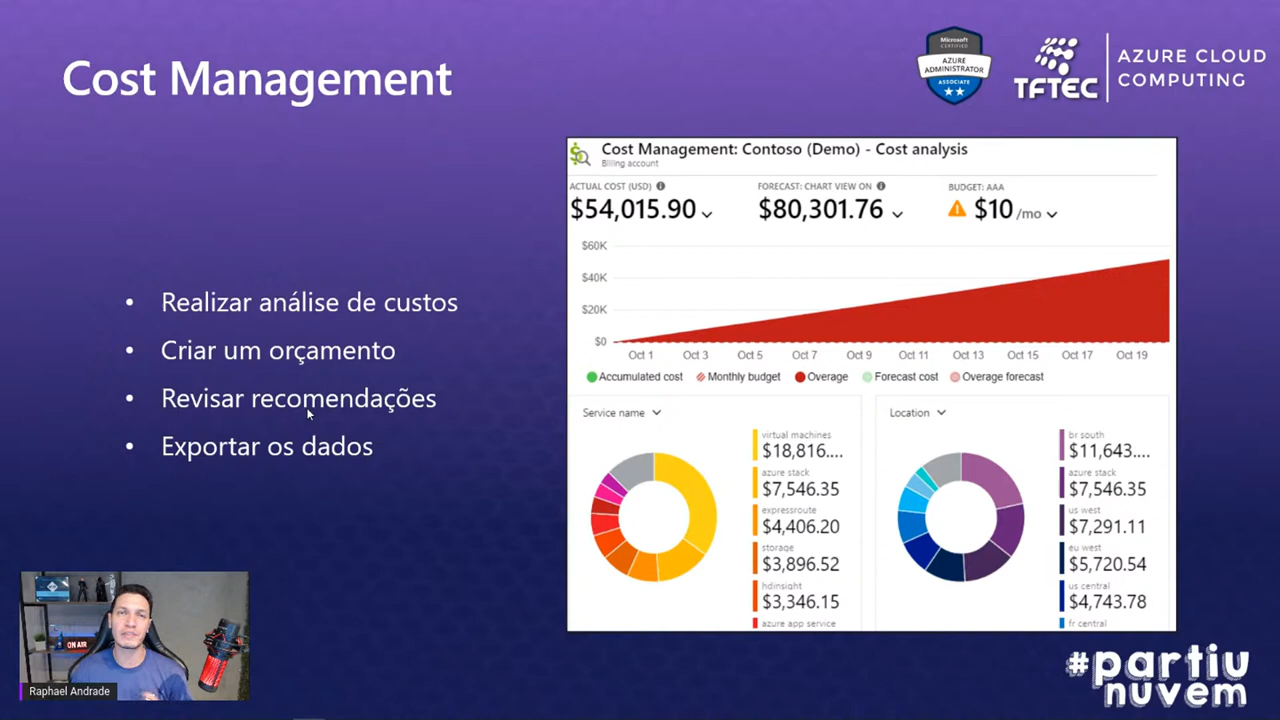 Cost Management
Microsoft
CERTIFIED
AZURE
ADMINISTRATOR
ASSOCIATE
TFTEC
AZURE CLOUD
COMPUTING
Realizar análise de custos
Criar um orçamento
Revisar recomendações
Exportar os dados
Cost Management: Contoso (Demo) - Cost analysis
Billing account
ACTUAL COST (USD)
$54,015.90
FORECAST: CHART VIEW ON
$80,301.76
BUDGET: AAA
$10 /mo
$60K
$40K
$20K
$0
Oct 1 Oct 3 Oct 5 Oct 7 Oct 9 Oct 11 Oct 13 Oct 15 Oct 17 Oct 19
Accumulated cost Monthly budget Overage Forecast cost Overage forecast
Service name
virtual machines
$18,816....
azure stack
$7,546.35
expressroute
$4,406.20
storage
$3,896.52
hdinsight
$3,346.15
azure app service
Location
br south
$11,643....
azure stack
$7,546.35
us west
$7,291.11
eu west
$5,720.54
us central
$4,743.78
fr central
ON AIR
Raphael Andrade
#partiu
nuvem